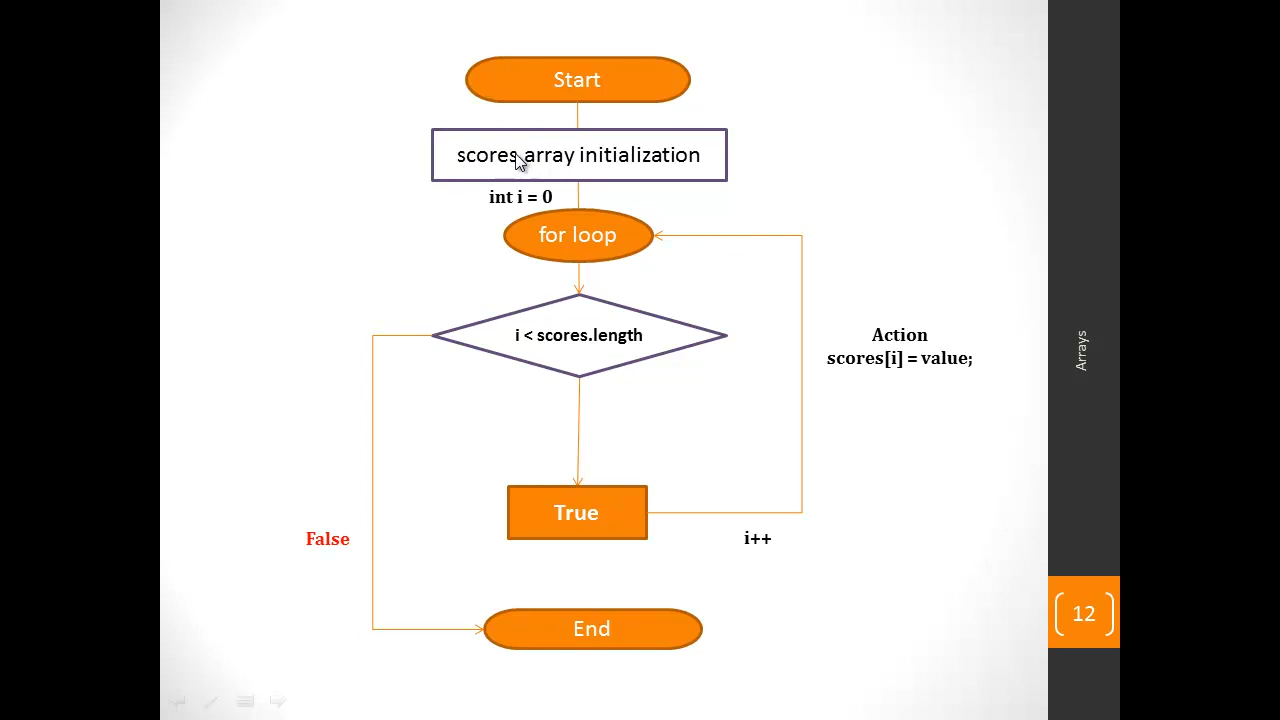 Start
scores array initialization
int i = 0
for loop
i < scores.length
Action
scores[i] = value;
True
i++
False
End
Arrays
12